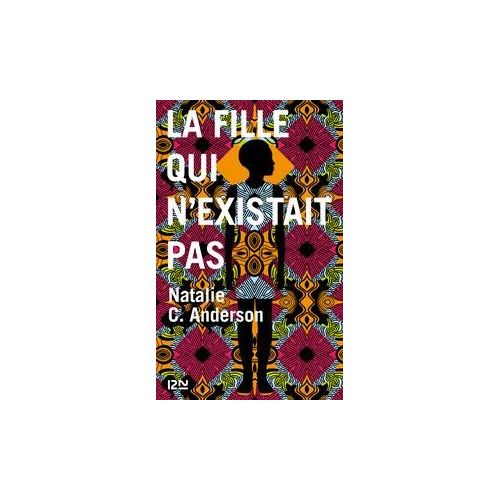 LA FILLE
QUI
N'EXISTAIT
PAS
Natalie
C. Anderson
12N